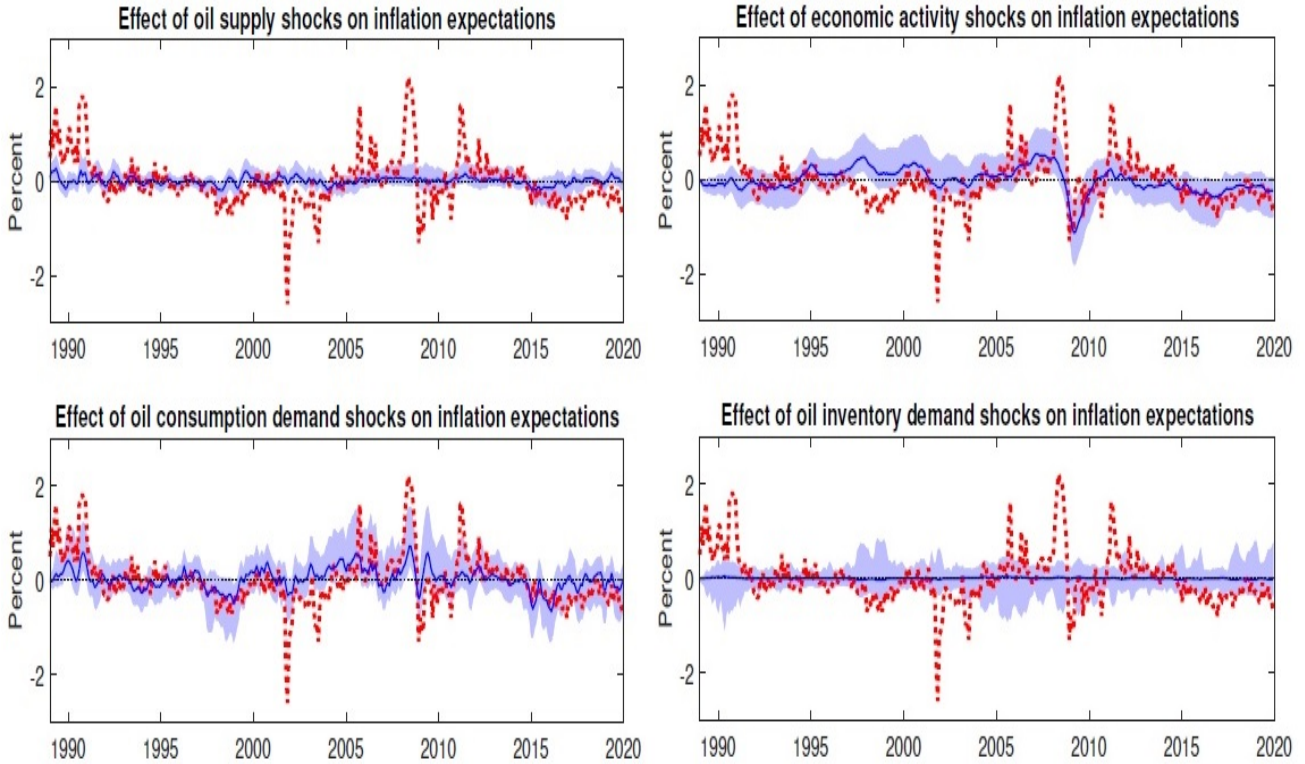 Effect of oil supply shocks on inflation expectations
Percent
2
0
-2
1990 1995 2000 2005 2010 2015 2020
Effect of economic activity shocks on inflation expectations
Percent
2
0
-2
1990 1995 2000 2005 2010 2015 2020
Effect of oil consumption demand shocks on inflation expectations
Percent
2
0
-2
1990 1995 2000 2005 2010 2015 2020
Effect of oil inventory demand shocks on inflation expectations
Percent
2
0
-2
1990 1995 2000 2005 2010 2015 2020